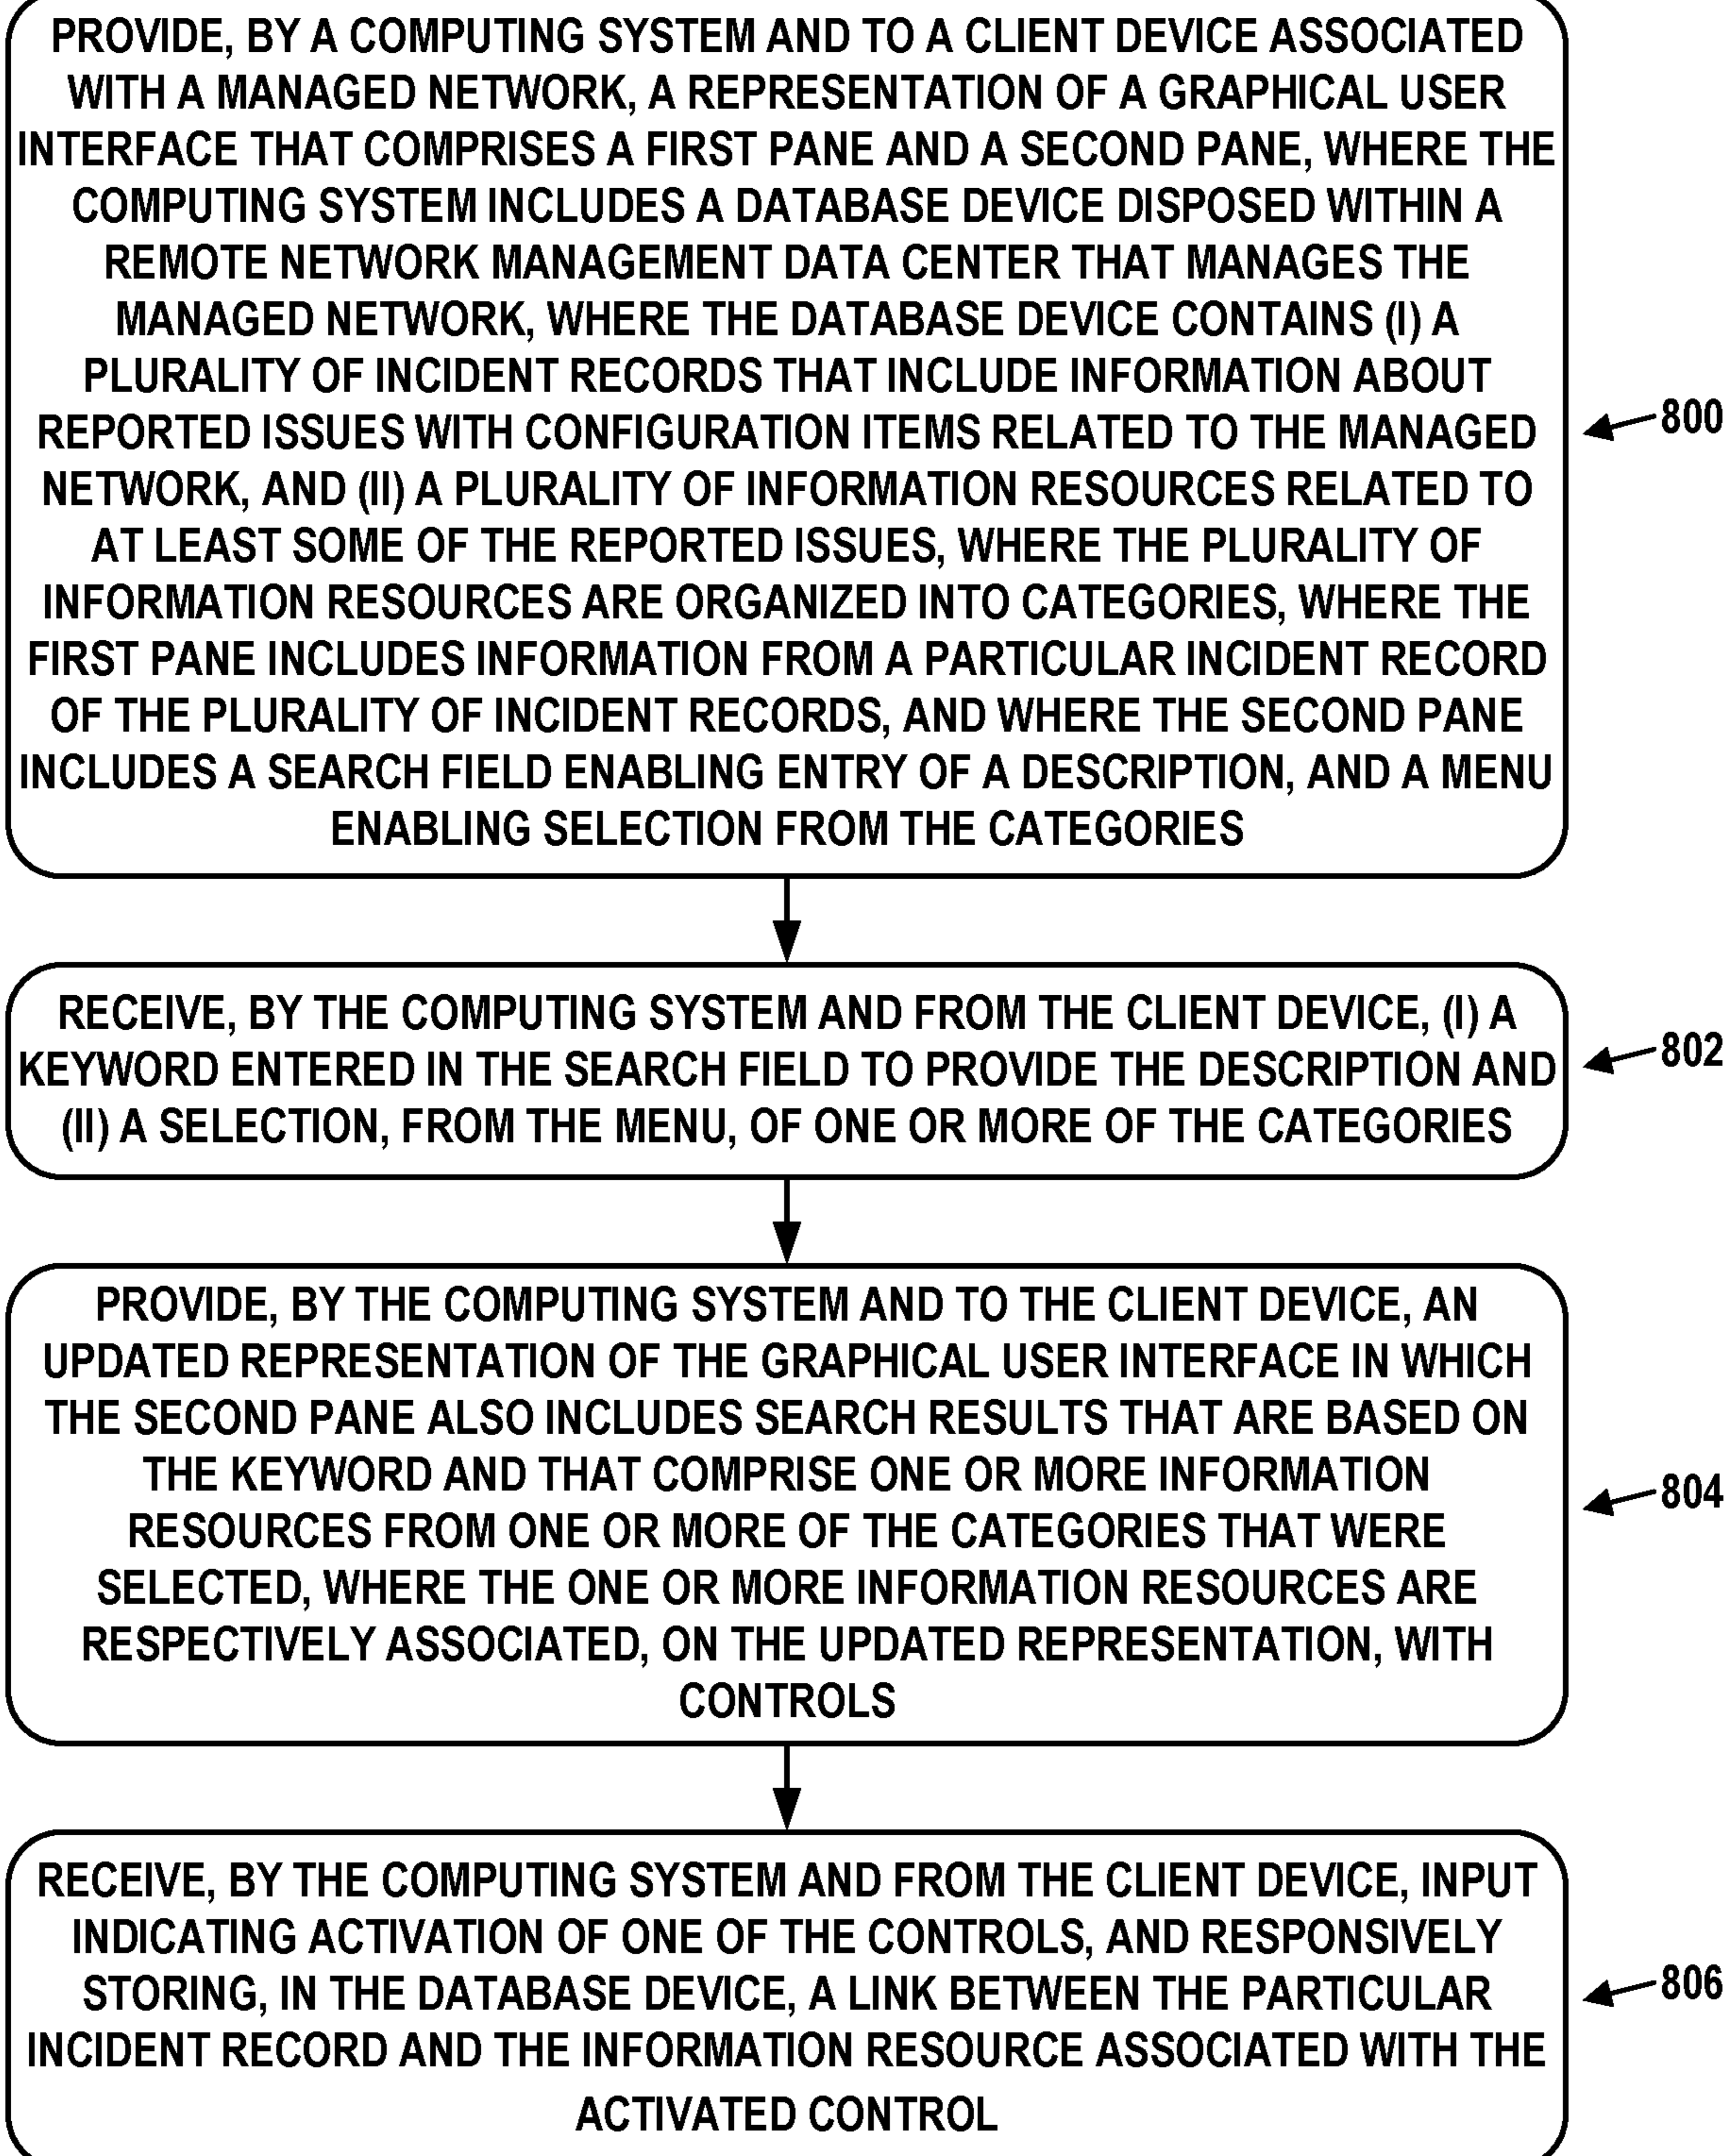 PROVIDE, BY A COMPUTING SYSTEM AND TO A CLIENT DEVICE ASSOCIATED
WITH A MANAGED NETWORK, A REPRESENTATION OF A GRAPHICAL USER
INTERFACE THAT COMPRISES A FIRST PANE AND A SECOND PANE, WHERE THE
COMPUTING SYSTEM INCLUDES A DATABASE DEVICE DISPOSED WITHIN A
REMOTE NETWORK MANAGEMENT DATA CENTER THAT MANAGES THE
MANAGED NETWORK, WHERE THE DATABASE DEVICE CONTAINS (I) A
PLURALITY OF INCIDENT RECORDS THAT INCLUDE INFORMATION ABOUT
REPORTED ISSUES WITH CONFIGURATION ITEMS RELATED TO THE MANAGED
NETWORK, AND (II) A PLURALITY OF INFORMATION RESOURCES RELATED TO
AT LEAST SOME OF THE REPORTED ISSUES, WHERE THE PLURALITY OF
INFORMATION RESOURCES ARE ORGANIZED INTO CATEGORIES, WHERE THE
FIRST PANE INCLUDES INFORMATION FROM A PARTICULAR INCIDENT RECORD
OF THE PLURALITY OF INCIDENT RECORDS, AND WHERE THE SECOND PANE
INCLUDES A SEARCH FIELD ENABLING ENTRY OF A DESCRIPTION, AND A MENU
ENABLING SELECTION FROM THE CATEGORIES
800
RECEIVE, BY THE COMPUTING SYSTEM AND FROM THE CLIENT DEVICE, (I) A
KEYWORD ENTERED IN THE SEARCH FIELD TO PROVIDE THE DESCRIPTION AND
(II) A SELECTION, FROM THE MENU, OF ONE OR MORE OF THE CATEGORIES
802
PROVIDE, BY THE COMPUTING SYSTEM AND TO THE CLIENT DEVICE, AN
UPDATED REPRESENTATION OF THE GRAPHICAL USER INTERFACE IN WHICH
THE SECOND PANE ALSO INCLUDES SEARCH RESULTS THAT ARE BASED ON
THE KEYWORD AND THAT COMPRISE ONE OR MORE INFORMATION
RESOURCES FROM ONE OR MORE OF THE CATEGORIES THAT WERE
SELECTED, WHERE THE ONE OR MORE INFORMATION RESOURCES ARE
RESPECTIVELY ASSOCIATED, ON THE UPDATED REPRESENTATION, WITH
CONTROLS
804
RECEIVE, BY THE COMPUTING SYSTEM AND FROM THE CLIENT DEVICE, INPUT
INDICATING ACTIVATION OF ONE OF THE CONTROLS, AND RESPONSIVELY
STORING, IN THE DATABASE DEVICE, A LINK BETWEEN THE PARTICULAR
INCIDENT RECORD AND THE INFORMATION RESOURCE ASSOCIATED WITH THE
ACTIVATED CONTROL
806